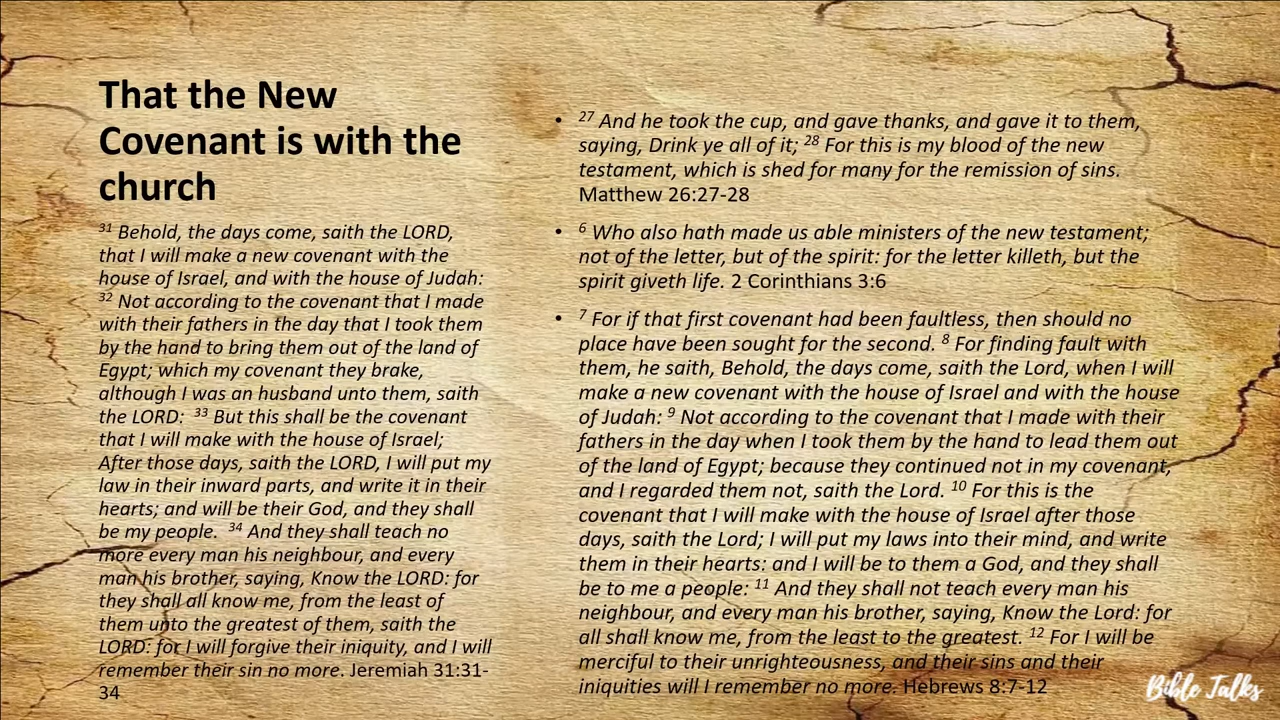 That the New
Covenant is with the
church
31 Behold, the days come, saith the LORD,
that I will make a new covenant with the
house of Israel, and with the house of Judah:
32 Not according to the covenant that I made
with their fathers in the day that I took them
by the hand to bring them out of the land of
Egypt; which my covenant they brake,
although I was an husband unto them, saith
the LORD: 33 But this shall be the covenant
that I will make with the house of Israel;
After those days, saith the LORD, I will put my
law in their inward parts, and write it in their
hearts; and will be their God, and they shall
be my people. 34 And they shall teach no
more every man his neighbour, and every
man his brother, saying, Know the LORD: for
they shall all know me, from the least of
them unto the greatest of them, saith the
LORD: for I will forgive their iniquity, and I will
remember their sin no more. Jeremiah 31:31-
34
• 27 And he took the cup, and gave thanks, and gave it to them,
saying, Drink ye all of it; 28 For this is my blood of the new
testament, which is shed for many for the remission of sins.
Matthew 26:27-28
• 6 Who also hath made us able ministers of the new testament;
not of the letter, but of the spirit: for the letter killeth, but the
spirit giveth life. 2 Corinthians 3:6
• 7 For if that first covenant had been faultless, then should no
place have been sought for the second. 8 For finding fault with
them, he saith, Behold, the days come, saith the Lord, when I will
make a new covenant with the house of Israel and with the house
of Judah: 9 Not according to the covenant that I made with their
fathers in the day when I took them by the hand to lead them out
of the land of Egypt; because they continued not in my covenant,
and I regarded them not, saith the Lord. 10 For this is the
covenant that I will make with the house of Israel after those
days, saith the Lord; I will put my laws into their mind, and write
them in their hearts: and I will be to them a God, and they shall
be to me a people: 11 And they shall not teach every man his
neighbour, and every man his brother, saying, Know the Lord: for
all shall know me, from the least to the greatest. 12 For I will be
merciful to their unrighteousness, and their sins and their
iniquities will I remember no more. Hebrews 8:7-12
Bible Talks